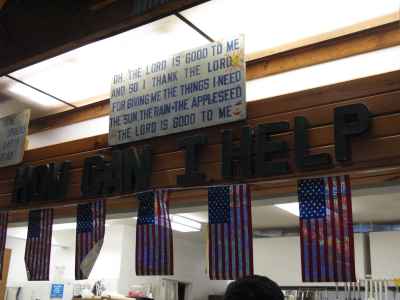 OH, THE LORD IS GOOD TO ME
AND SO I THANK THE LORD
FOR GIVING ME THE THINGS I NEED
THE SUN, THE RAIN-THE APPLESEED
THE LORD IS GOOD TO ME
HOW CAN I HELP